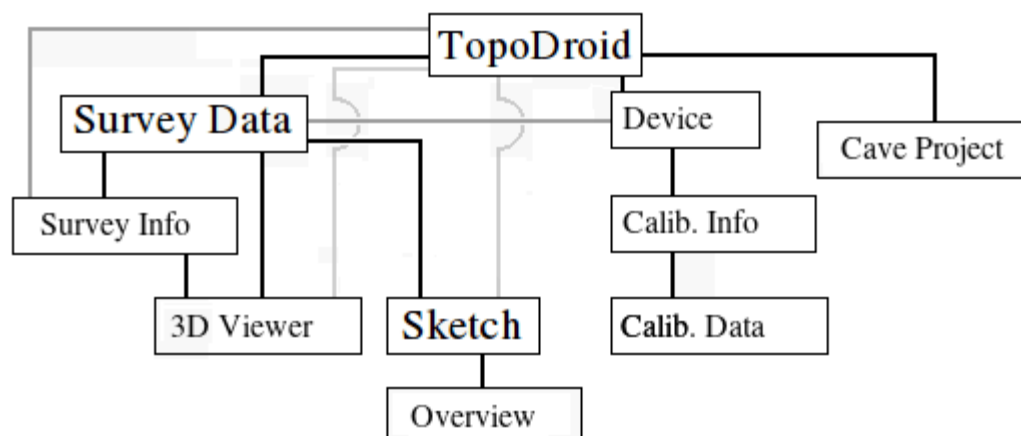 TopoDroid
Survey Data
Device
Cave Project
Survey Info
Calib. Info
3D Viewer
Sketch
Calib. Data
Overview